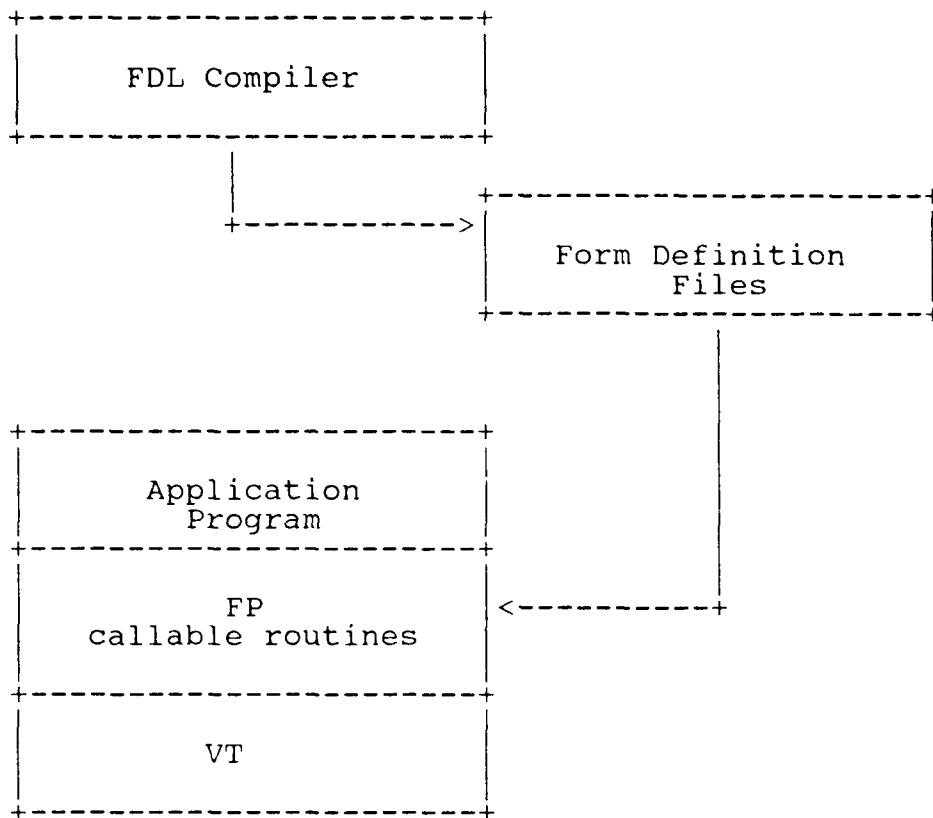 FDL Compiler
Form Definition
Files
Application
Program
FP
callable routines
VT